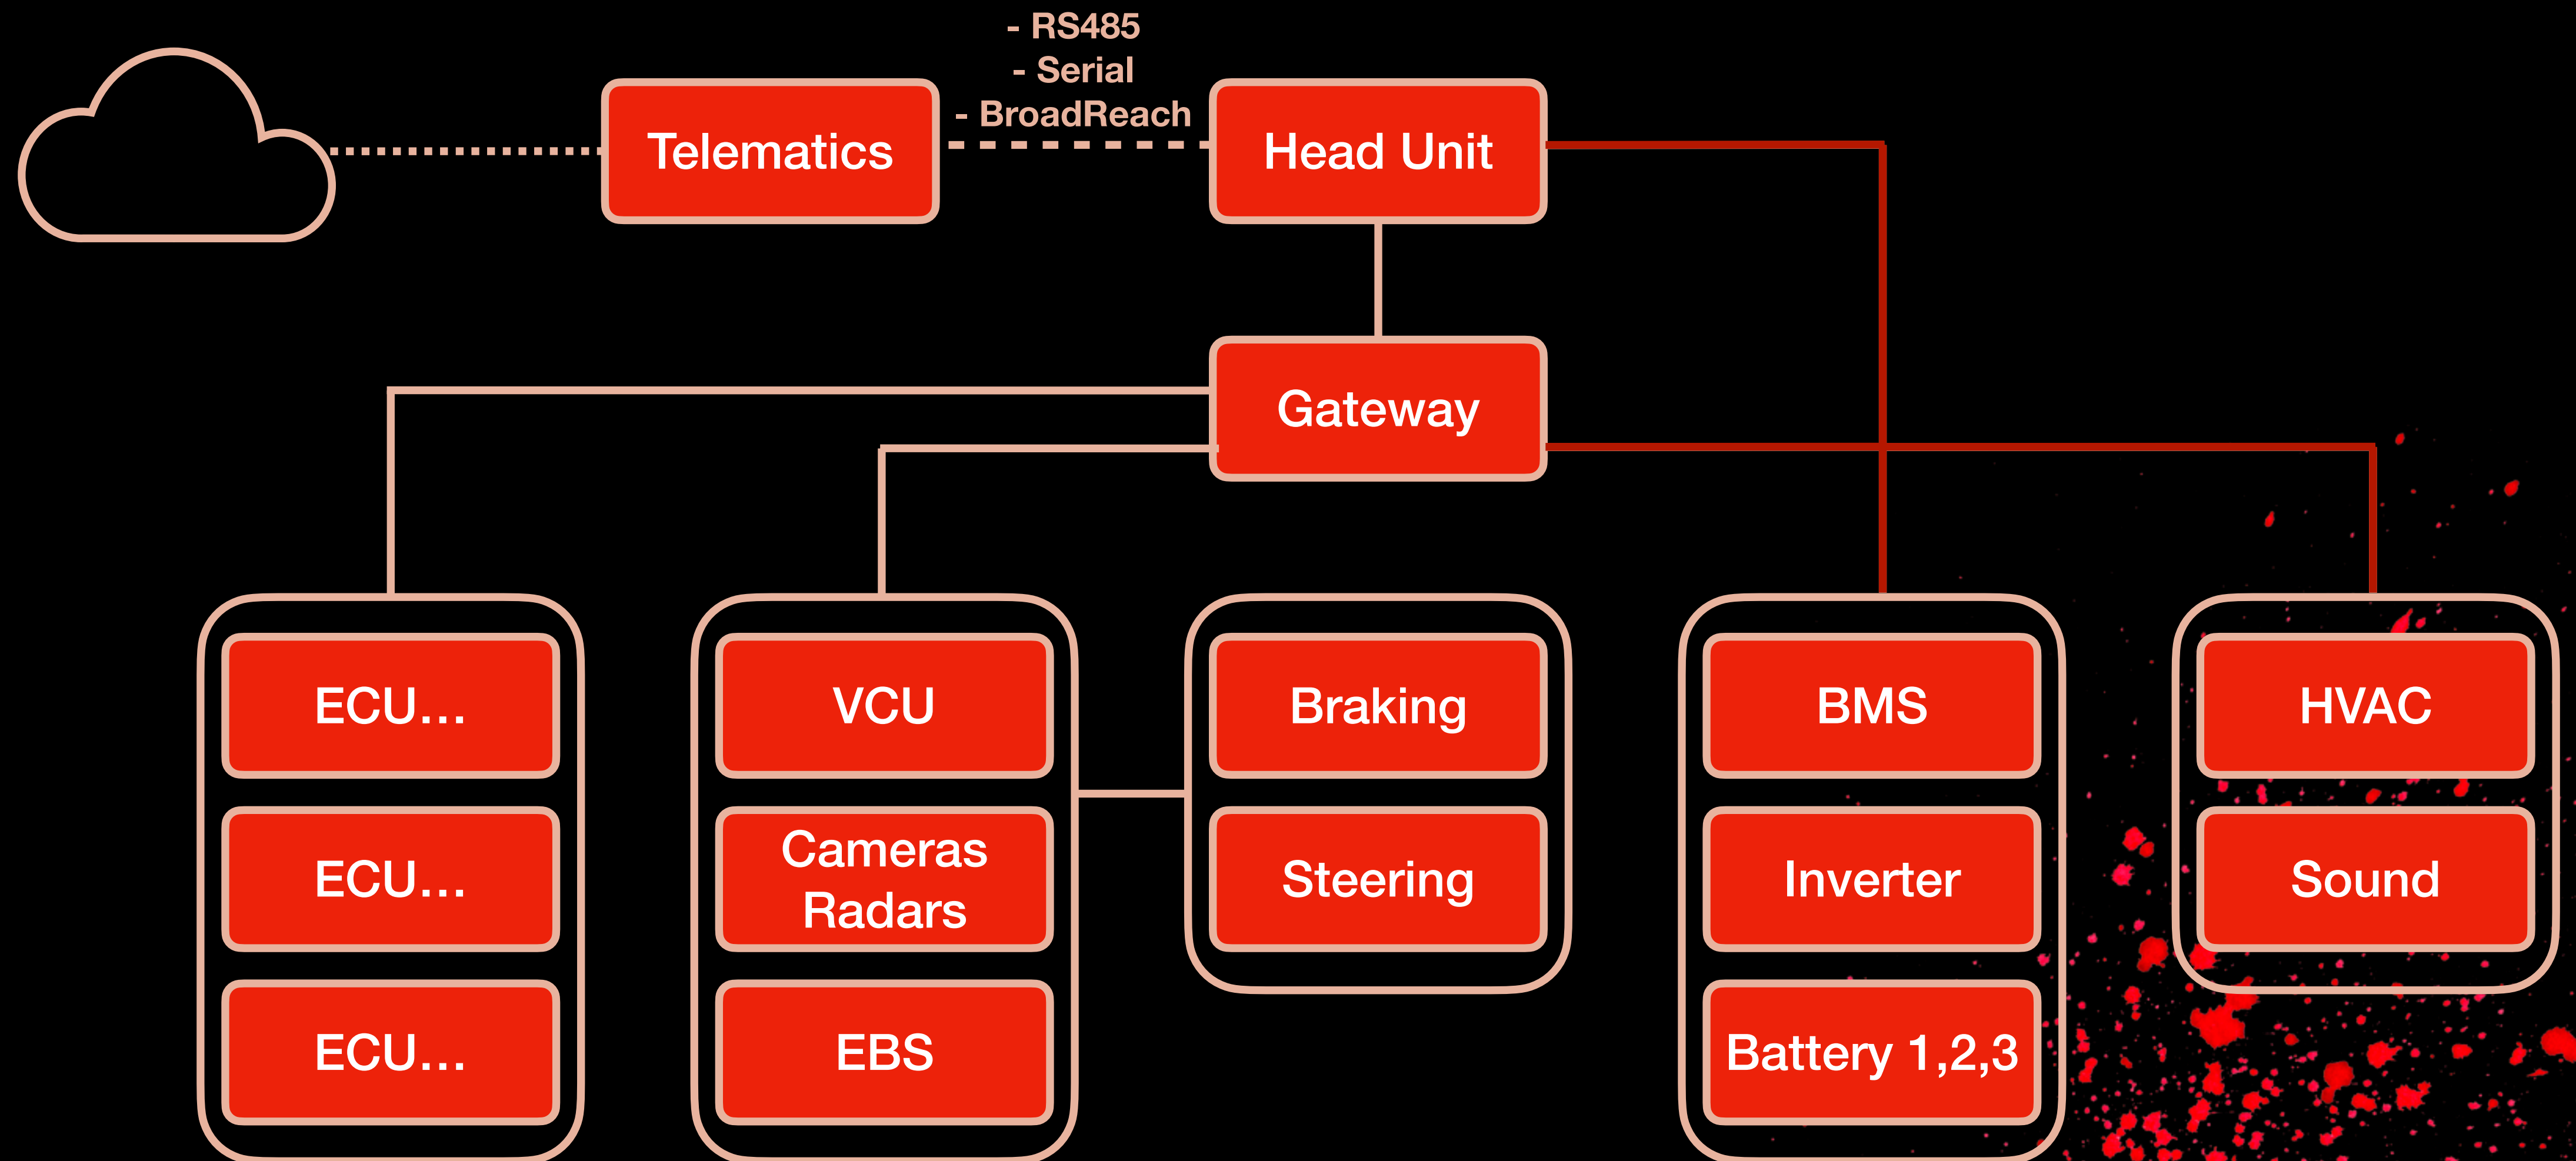 - RS485
- Serial
- BroadReach
Telematics
Head Unit
Gateway
ECU...
ECU...
ECU...
VCU
Cameras
Radars
EBS
Braking
Steering
BMS
Inverter
Battery 1,2,3
HVAC
Sound